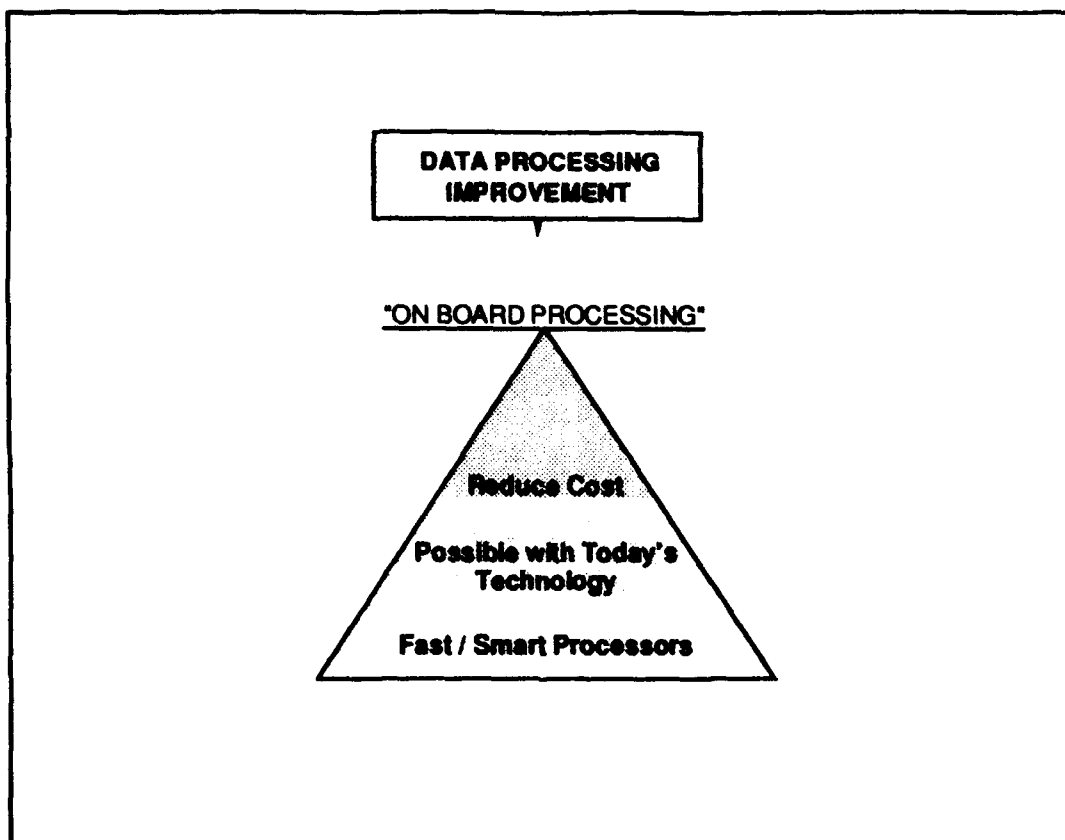 DATA PROCESSING
IMPROVEMENT
"ON BOARD PROCESSING"
Reduce Cost
Possible with Today's
Technology
Fast / Smart Processors